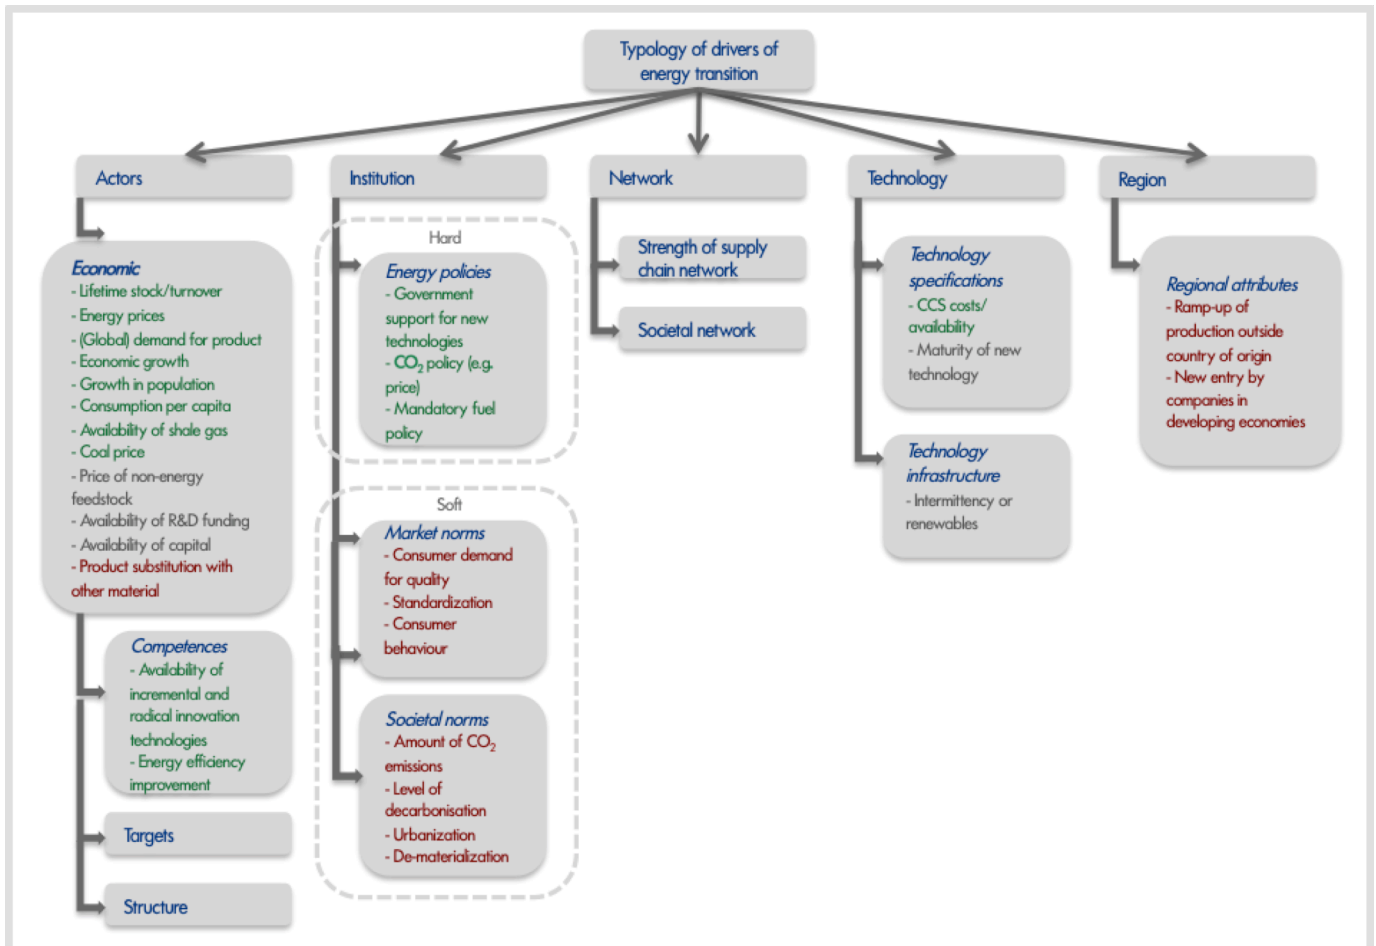 Typology of drivers of
energy transition
Actors
Economic
- Lifetime stock/turnover
- Energy prices
- (Global) demand for product
- Economic growth
- Growth in population
- Consumption per capita
- Availability of shale gas
- Coal price
- Price of non-energy
feedstock
- Availability of R&D funding
- Availability of capital
- Product substitution with
other material
Competences
- Availability of
incremental and
radical innovation
technologies
- Energy efficiency
improvement
Targets
Structure
Institution
Hard
Energy policies
- Government
support for new
technologies
- CO₂ policy (e.g.
price)
- Mandatory fuel
policy
Soft
Market norms
- Consumer demand
for quality
- Standardization
- Consumer
behaviour
Societal norms
- Amount of CO₂
emissions
- Level of
decarbonisation
- Urbanization
- De-materialization
Network
Strength of supply
chain network
Societal network
Technology
Technology
specifications
- CCS costs/
availability
- Maturity of new
technology
Technology
infrastructure
- Intermittency or
renewables
Region
Regional attributes
- Ramp-up of
production outside
country of origin
- New entry by
companies in
developing economies